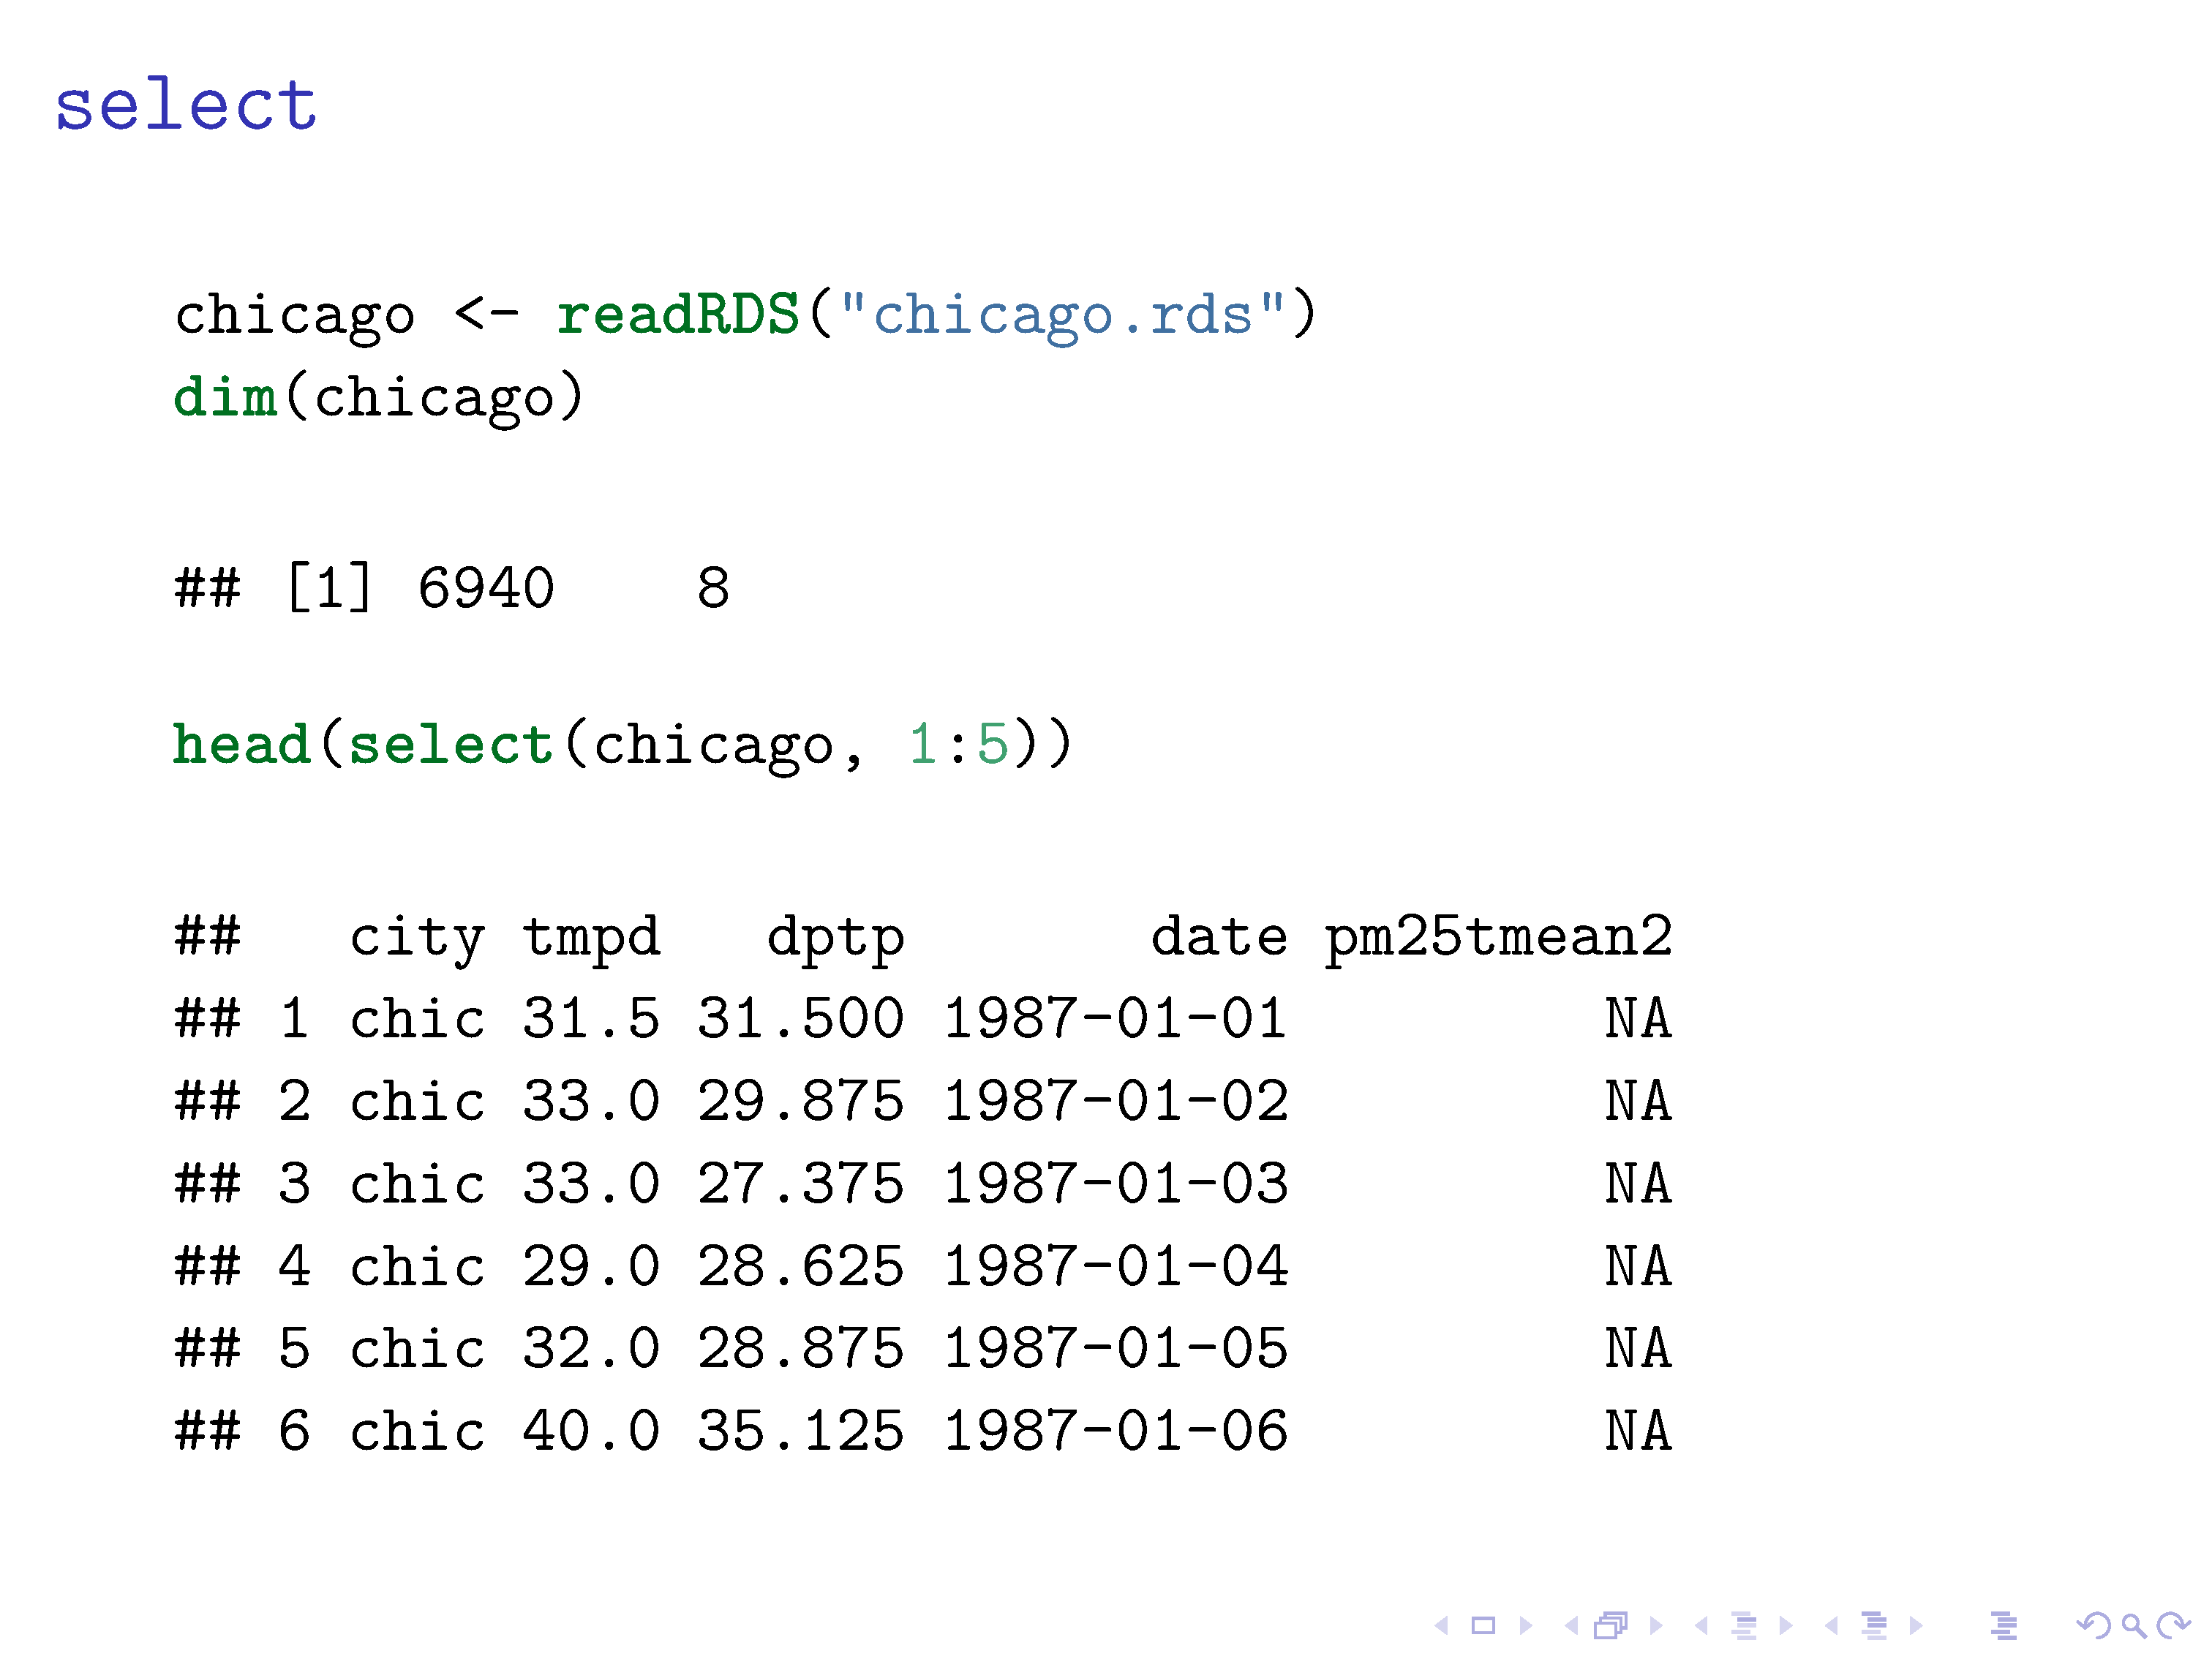 select
chicago <- readRDS("chicago.rds")
dim(chicago)
## [1] 6940    8
head(select(chicago, 1:5))
##   city tmpd   dptp       date pm25tmean2
## 1 chic 31.5 31.500 1987-01-01         NA
## 2 chic 33.0 29.875 1987-01-02         NA
## 3 chic 33.0 27.375 1987-01-03         NA
## 4 chic 29.0 28.625 1987-01-04         NA
## 5 chic 32.0 28.875 1987-01-05         NA
## 6 chic 40.0 35.125 1987-01-06         NA